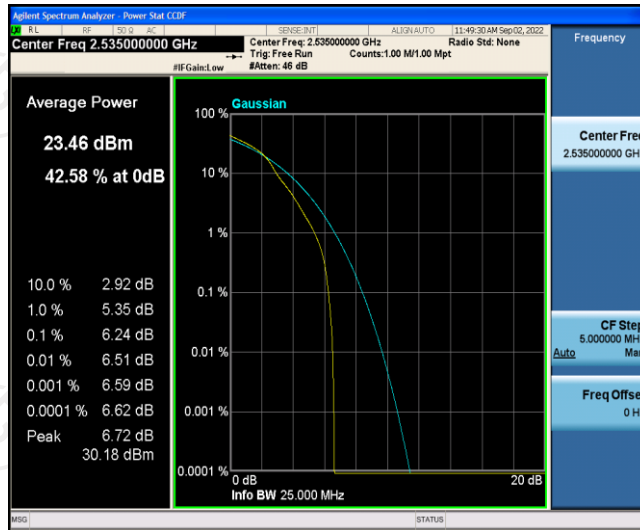 Agilent Spectrum Analyzer - Power Stat CCDF
RL RF 50 Ω AC SENSE:INT ALIGN AUTO 11:49:30 AM Sep 02, 2022
Center Freq 2.535000000 GHz
Center Freq: 2.535000000 GHz Radio Std: None
Trig: Free Run Counts:1.00 M/1.00 Mpt
#IFGain:Low #Atten: 46 dB
Frequency
Average Power
23.46 dBm
42.58 % at 0dB
10.0 % 2.92 dB
1.0 % 5.35 dB
0.1 % 6.24 dB
0.01 % 6.51 dB
0.001 % 6.59 dB
0.0001 % 6.62 dB
Peak 6.72 dB
30.18 dBm
Gaussian
100 %
10 %
1 %
0.1 %
0.01 %
0.001 %
0.0001 %
0 dB 20 dB
Info BW 25.000 MHz
Center Fre
2.535000000 GH
CF Step
5.000000 MH
Auto Ma
Freq Offse
0 H
MSG STATUS